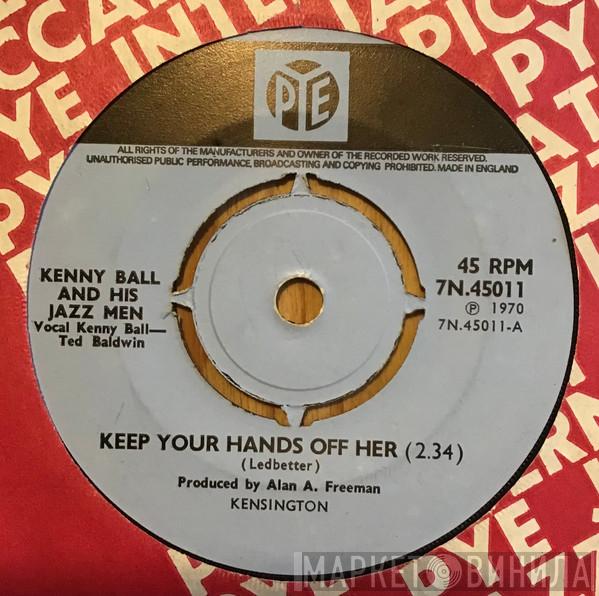 PYE
ALL RIGHTS OF THE MANUFACTURERS AND OWNER OF THE RECORDED WORK RESERVED.
UNAUTHORISED PUBLIC PERFORMANCE, BROADCASTING AND COPYING PROHIBITED. MADE IN ENGLAND
KENNY BALL
AND HIS
JAZZ MEN
Vocal Kenny Ball—
Ted Baldwin
45 RPM
7N.45011
Ⓟ 1970
7N.45011-A
KEEP YOUR HANDS OFF HER (2.34)
(Ledbetter)
Produced by Alan A. Freeman
KENSINGTON
МАРКЕТ ВИНИЛА